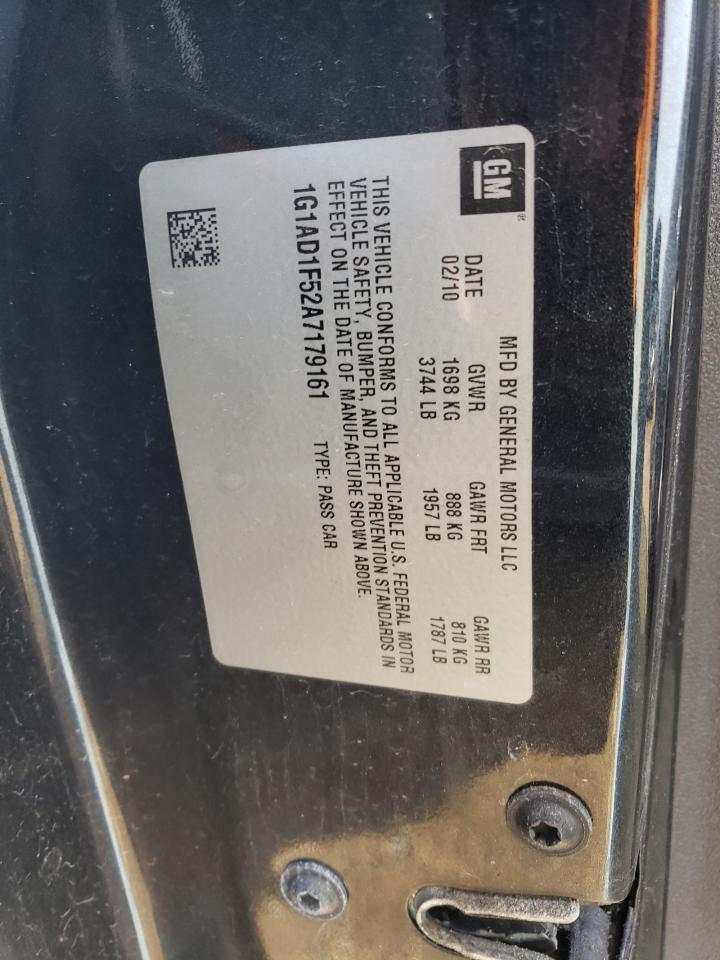 GM®
MFD BY GENERAL MOTORS LLC
DATE GVWR GAWR FRT GAWR RR
02/10 1698 KG 888 KG 810 KG
3744 LB 1957 LB 1787 LB
THIS VEHICLE CONFORMS TO ALL APPLICABLE U.S. FEDERAL MOTOR
VEHICLE SAFETY, BUMPER, AND THEFT PREVENTION STANDARDS IN
EFFECT ON THE DATE OF MANUFACTURE SHOWN ABOVE.
1G1AD1F52A7179161 TYPE: PASS CAR